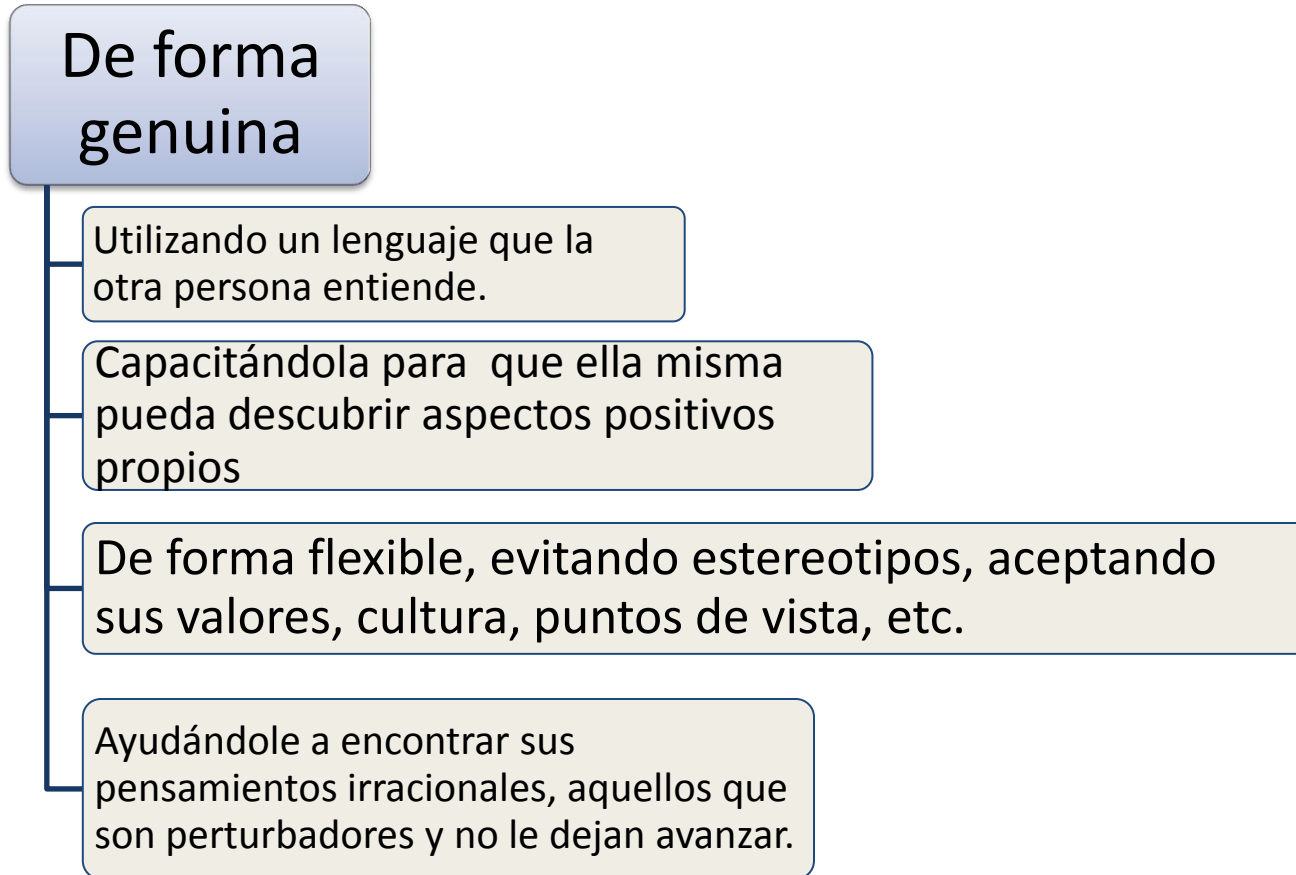 De forma
genuina
Utilizando un lenguaje que la
otra persona entiende.
Capacitándola para  que ella misma
pueda descubrir aspectos positivos
propios
De forma flexible, evitando estereotipos, aceptando
sus valores, cultura, puntos de vista, etc.
Ayudándole a encontrar sus
pensamientos irracionales, aquellos que
son perturbadores y no le dejan avanzar.